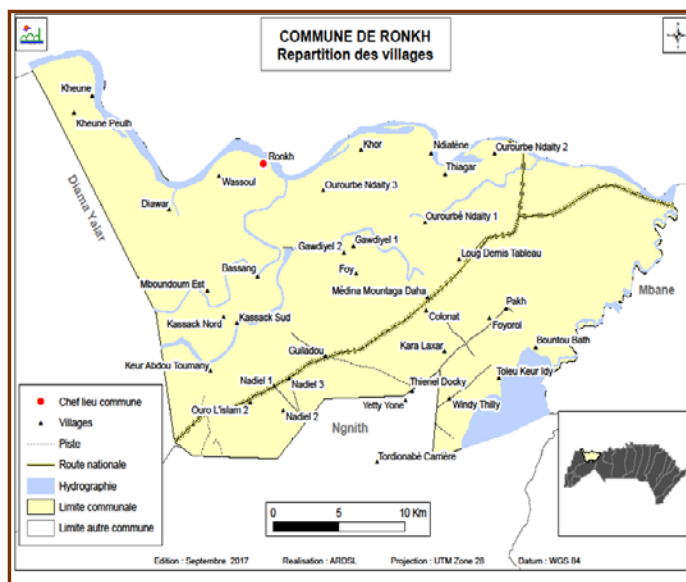 COMMUNE DE RONKH
Repartition des villages
Kheune
Kheune Peulh
Ronkh
Khor
Ndiatène
Ourourbe Ndaity 2
Thiagar
Wassoul
Ourourbe Ndaity 3
Diawar
Ourourbé Ndaity 1
Diama Yalar
Gawdiyel 2
Gawdiyel 1
Loug Demis Tableau
Bassang
Foy
Mboundoum Est
Médina Mountaga Daha
Mbane
Pakh
Kassack Nord
Kassack Sud
Colonat
Foyorol
Kara Laxar
Bountou Bath
Guiladou
Keur Abdou Toumany
Toleu Keur Idy
Nadiel 1
Nadiel 3
Thienel Docky
Ouro L'islam 2
Yetty Yone
Windy Thilly
Nadiel 2
Ngnith
Tordionabé Carrière
Chef lieu commune
Villages
Piste
Route nationale
Hydrographie
Limite communale
Limite autre commune
0 5 10 Km
Edition : Septembre 2017 Realisation : ARDSL Projection : UTM Zone 28 Datum : WGS 84